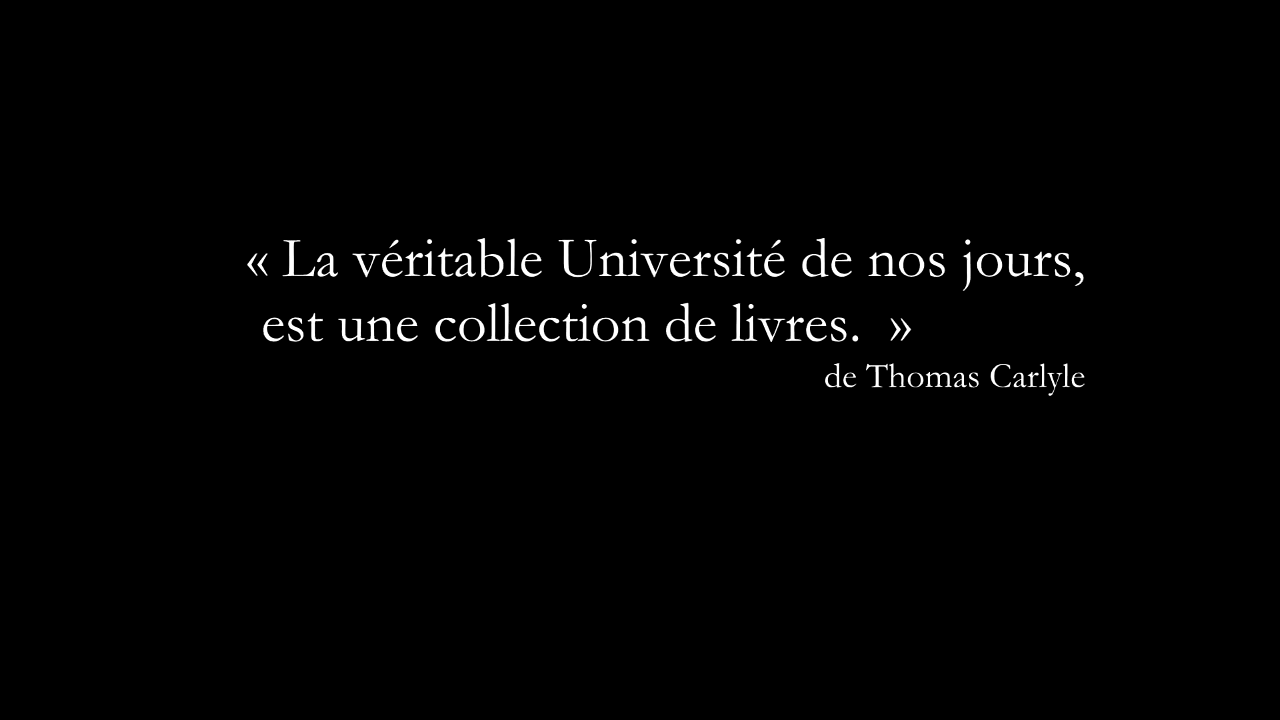 « La véritable Université de nos jours,
est une collection de livres.  »
de Thomas Carlyle